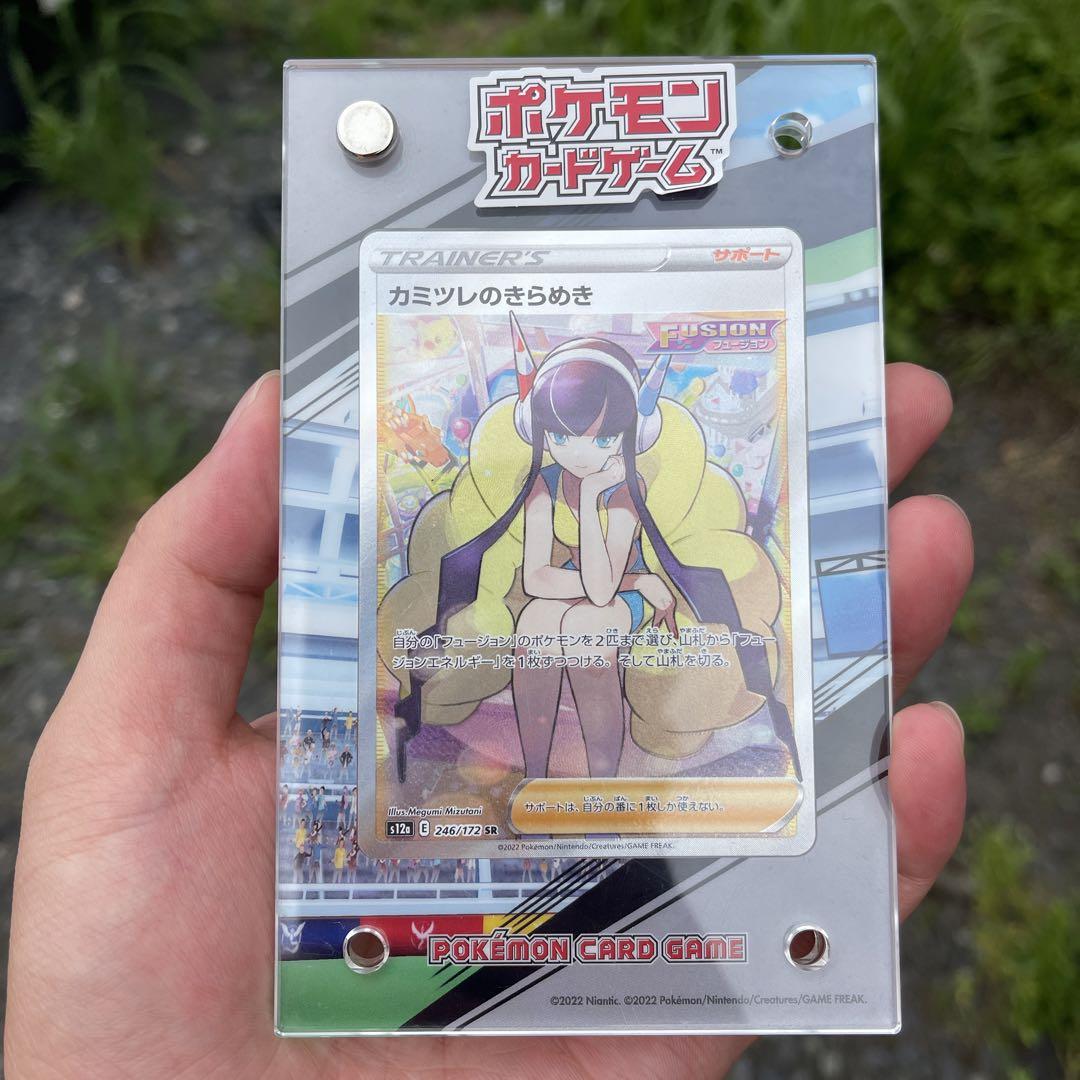 ポケモン
カードゲーム™
TRAINER'S
サポート
カミツレのきらめき
FUSION
フュージョン
自分の「フュージョン」のポケモンを2匹まで選び、山札から「フュー
ジョンエネルギー」を1枚ずつつける。そして山札を切る。
サポートは、自分の番に1枚しか使えない。
Illus. Megumi Mizutani
s12a E 246/172 SR
©2022 Pokémon/Nintendo/Creatures/GAME FREAK.
POKÉMON CARD GAME
©2022 Niantic. ©2022 Pokémon/Nintendo/Creatures/GAME FREAK.